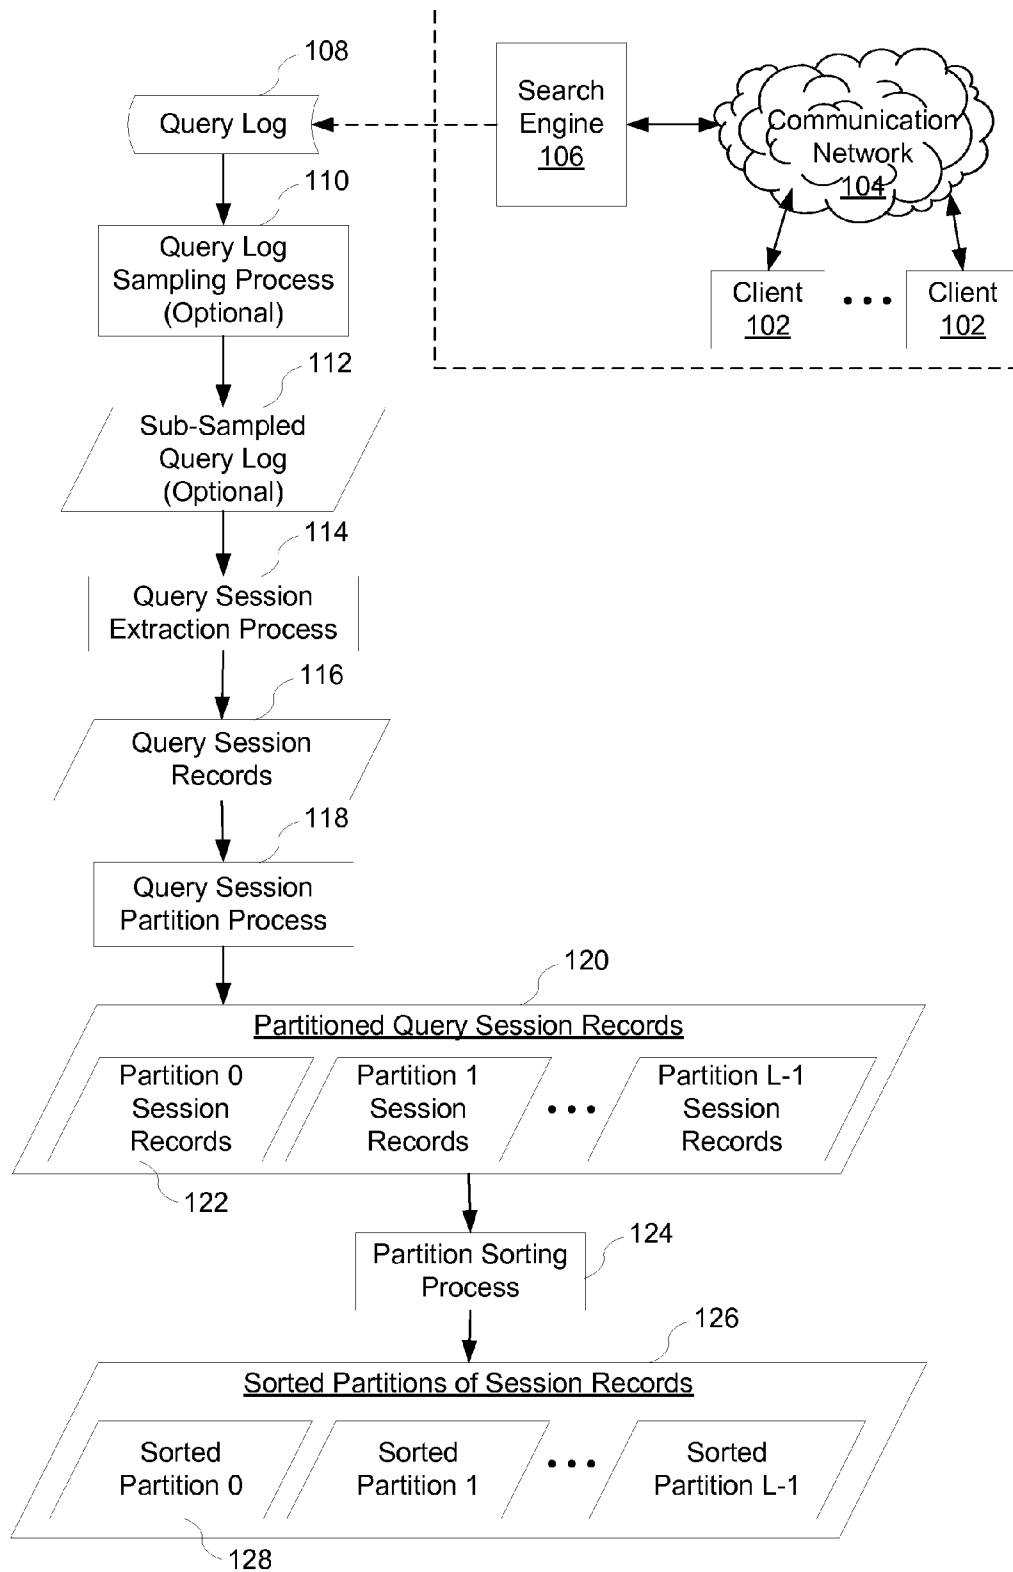 108
Query Log
Search
Engine
106
Communication
Network
104
110
Query Log
Sampling Process
(Optional)
Client
102
Client
102
112
Sub-Sampled
Query Log
(Optional)
114
Query Session
Extraction Process
116
Query Session
Records
118
Query Session
Partition Process
120
Partitioned Query Session Records
Partition 0
Session
Records
Partition 1
Session
Records
Partition L-1
Session
Records
122
Partition Sorting
Process
124
126
Sorted Partitions of Session Records
Sorted
Partition 0
Sorted
Partition 1
Sorted
Partition L-1
128